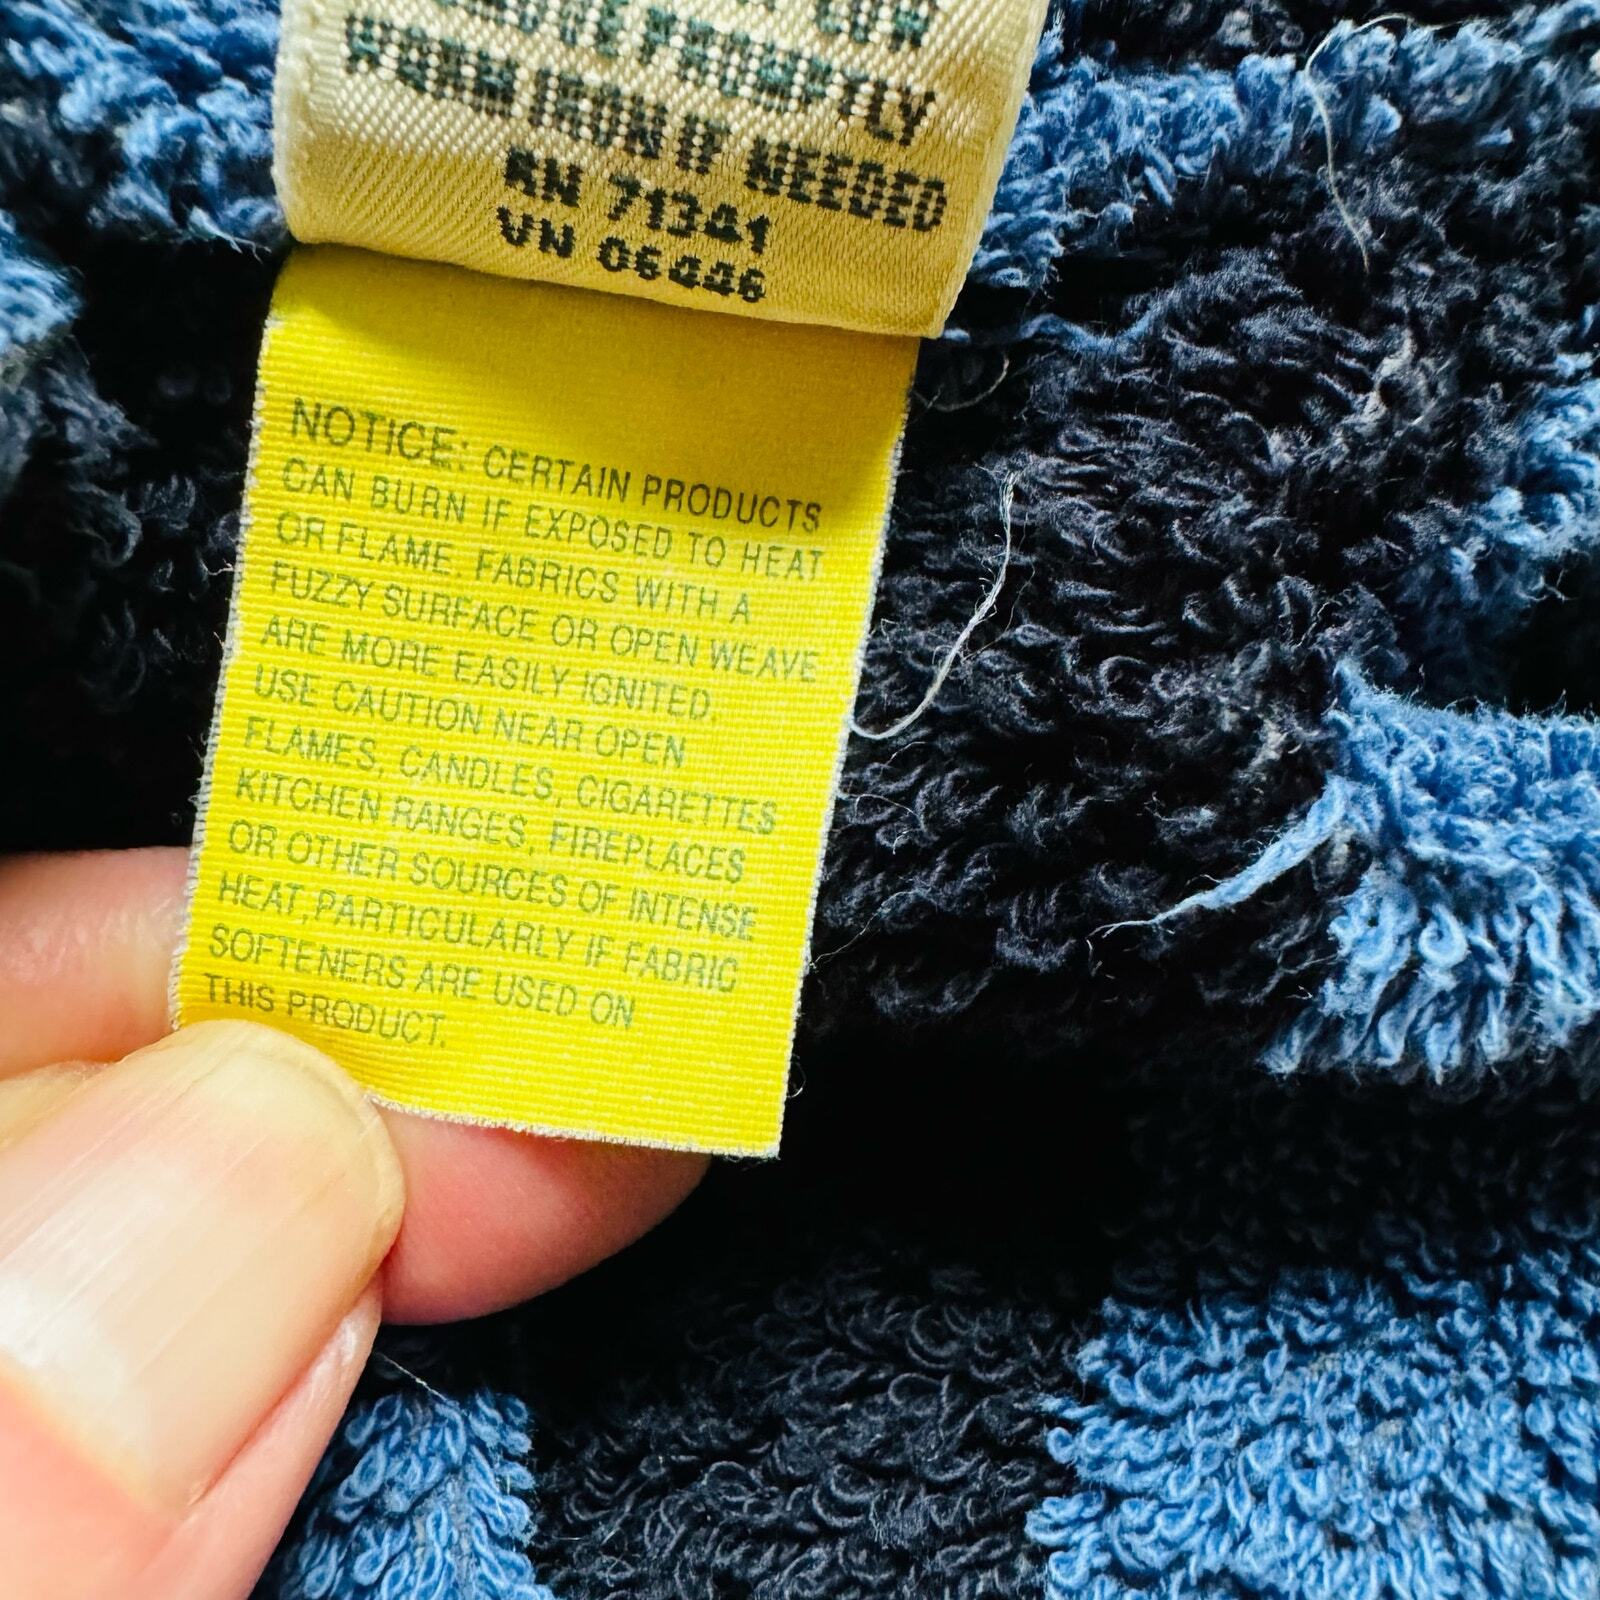 PROMPTLY
WARM IRON IF NEEDED
RN 71341
VN 06446
NOTICE: CERTAIN PRODUCTS
CAN BURN IF EXPOSED TO HEAT
OR FLAME. FABRICS WITH A
FUZZY SURFACE OR OPEN WEAVE
ARE MORE EASILY IGNITED.
USE CAUTION NEAR OPEN
FLAMES, CANDLES, CIGARETTES
KITCHEN RANGES, FIREPLACES
OR OTHER SOURCES OF INTENSE
HEAT, PARTICULARLY IF FABRIC
SOFTENERS ARE USED ON
THIS PRODUCT.